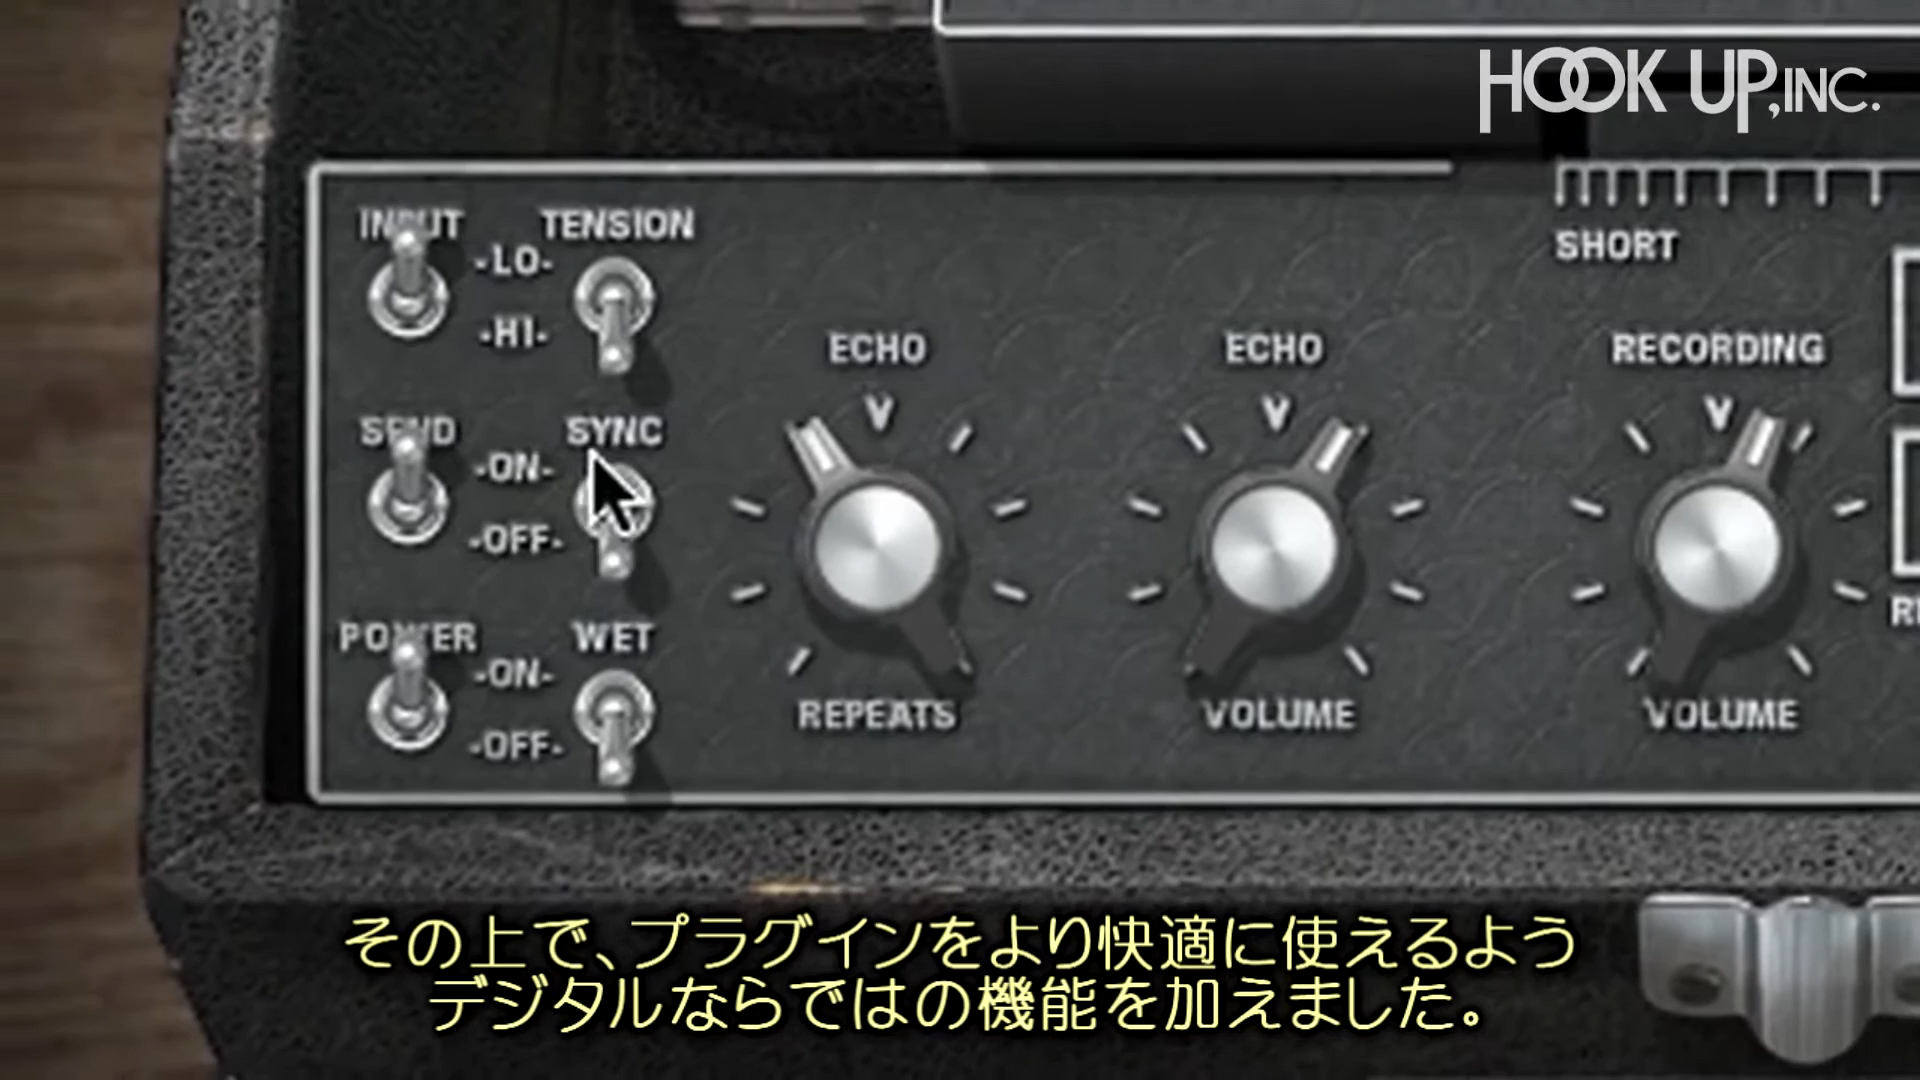 HOOK UP,INC.
INPUT
TENSION
-LO-
-HI-
SHORT
ECHO
ECHO
RECORDING
SEND
SYNC
-ON-
-OFF-
POWER
WET
-ON-
-OFF-
REPEATS
VOLUME
VOLUME
その上で、プラグインをより快適に使えるよう
デジタルならではの機能を加えました。